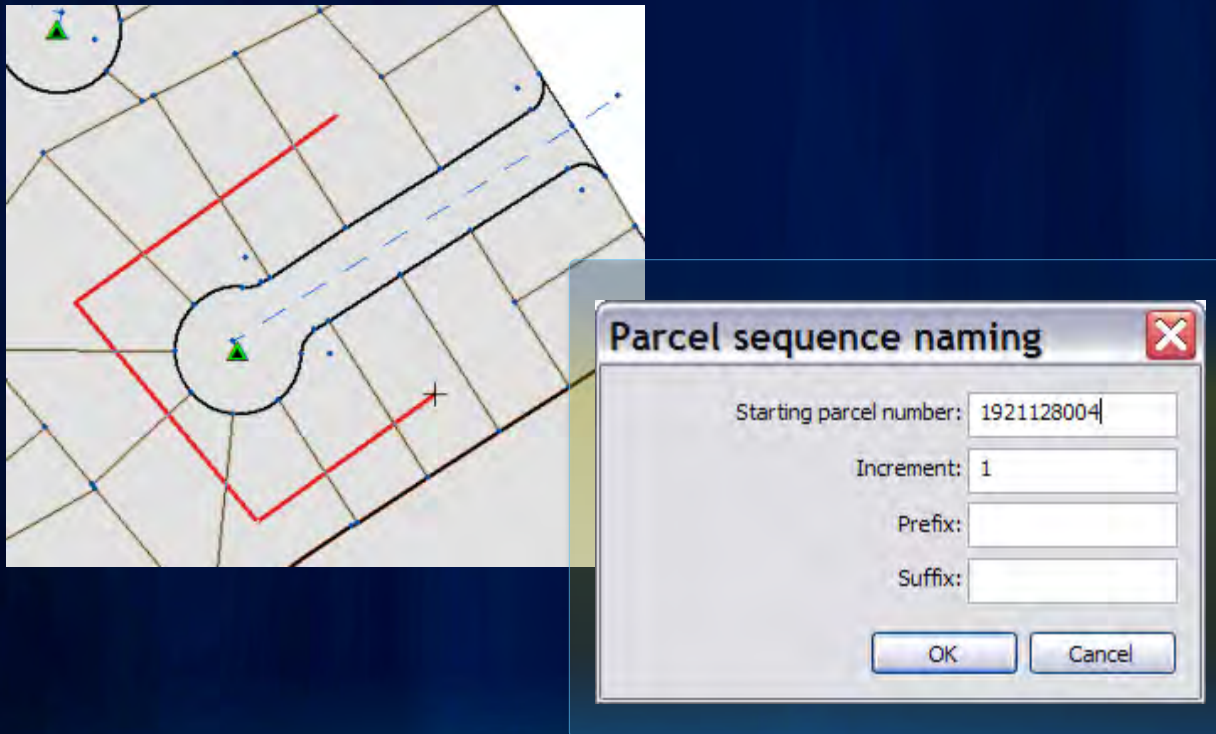 Parcel sequence naming
Starting parcel number: 1921128004
Increment: 1
Prefix:
Suffix:
OK Cancel